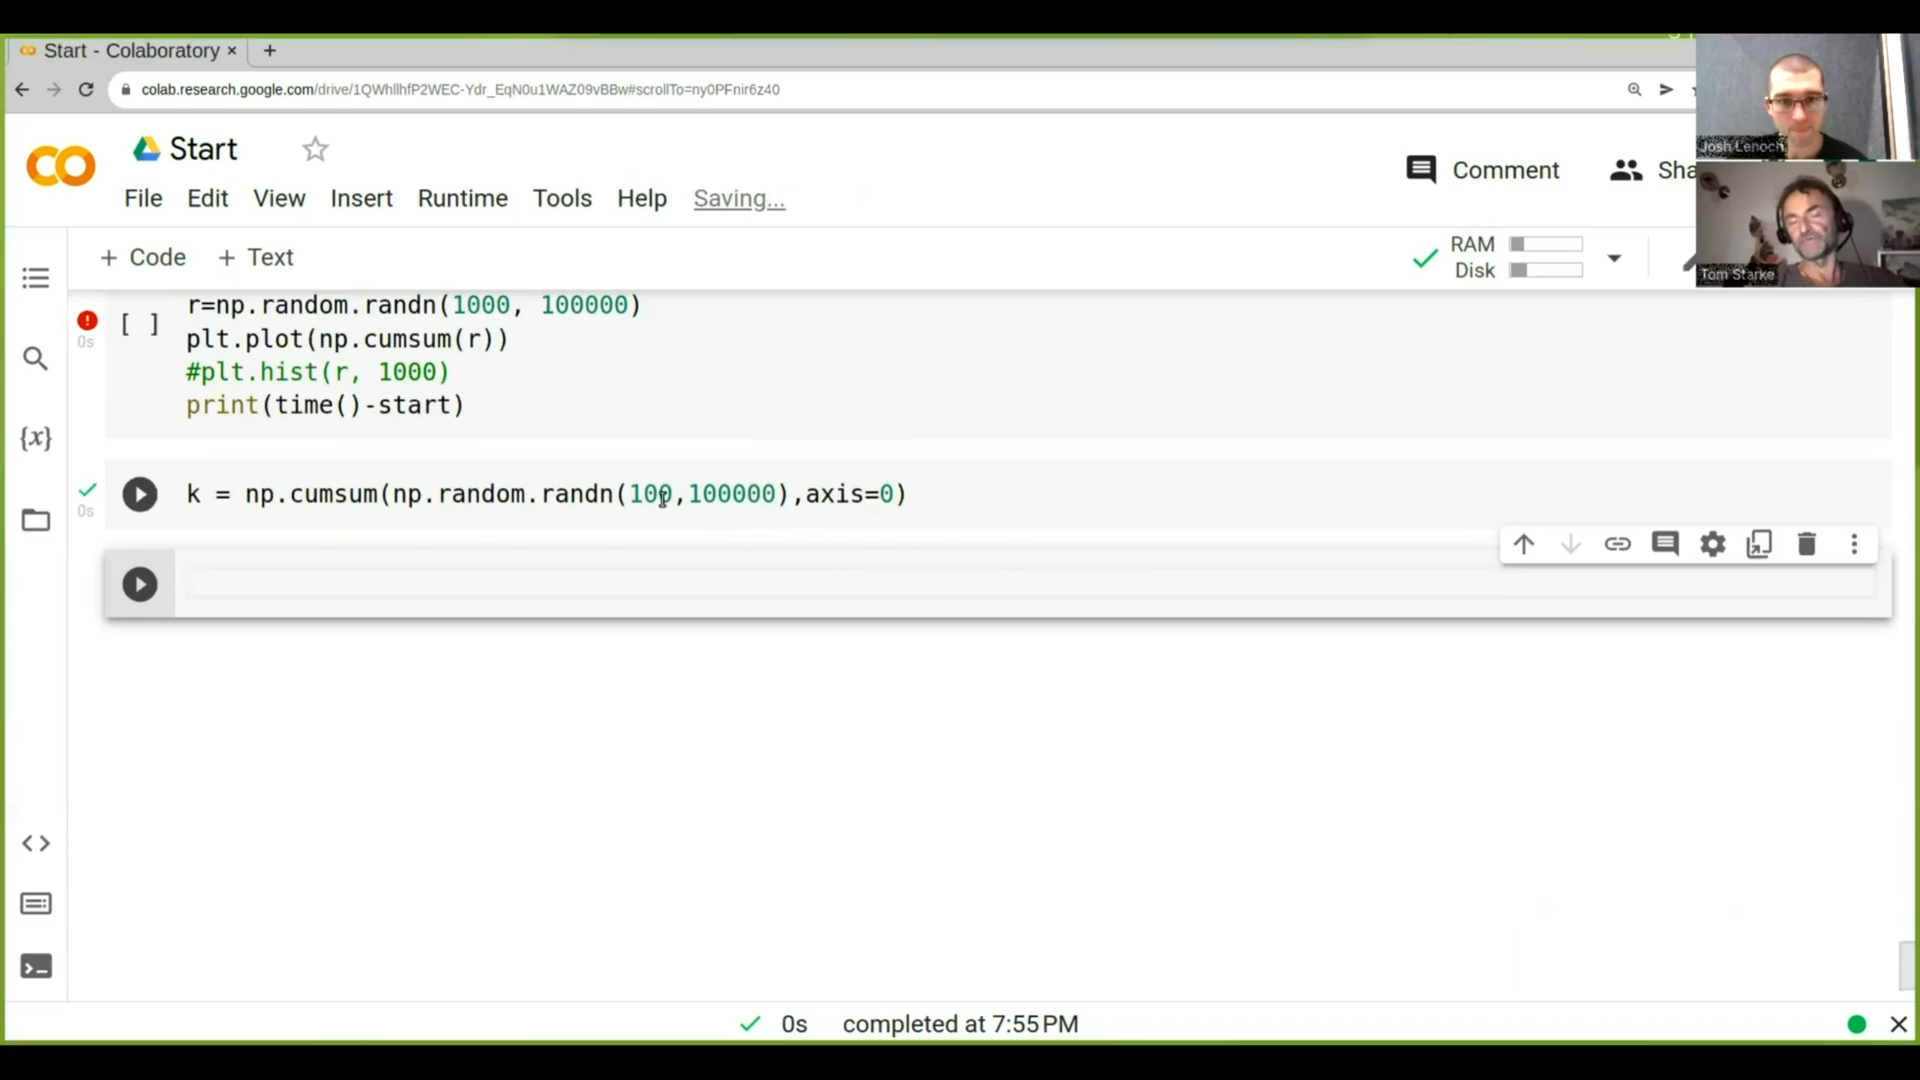 Start - Colaboratory × +
colab.research.google.com/drive/1QWhllhfP2WEC-Ydr_EqN0u1WAZ09vBBw#scrollTo=ny0PFnir6z40
Josh Lenoch
CO Start
Comment
Sha
File Edit View Insert Runtime Tools Help Saving...
+ Code + Text
RAM
Disk
Tom Starke
r=np.random.randn(1000, 100000)
[ ]
0s
plt.plot(np.cumsum(r))
#plt.hist(r, 1000)
print(time()-start)
{x}
k = np.cumsum(np.random.randn(100,100000),axis=0)
0s
0s completed at 7:55 PM